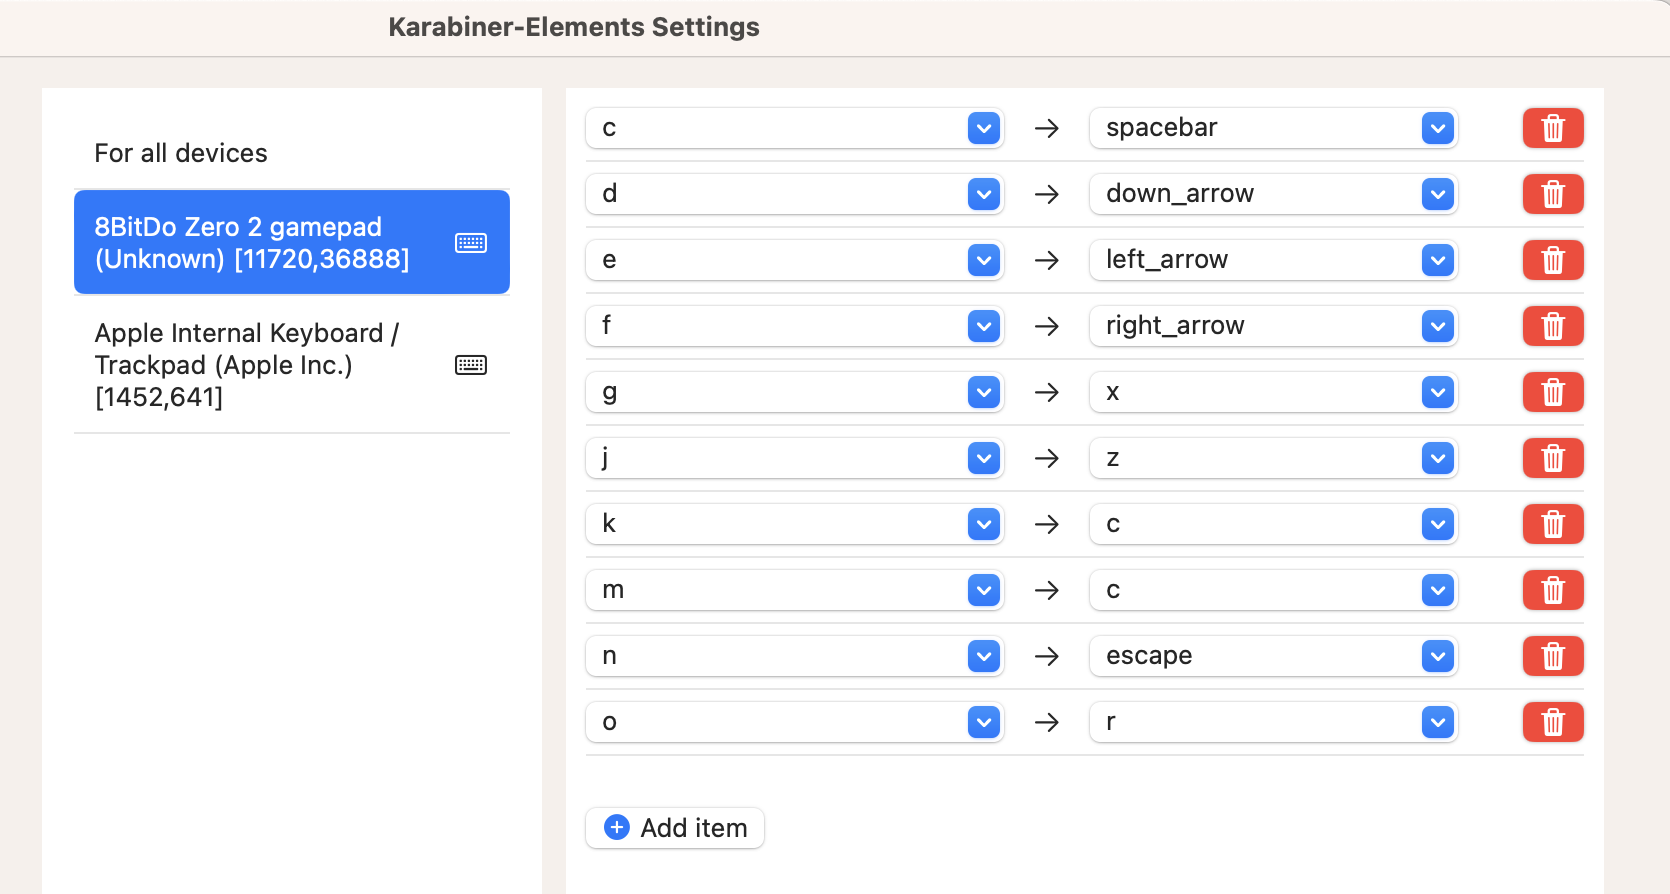 Karabiner-Elements Settings
For all devices
8BitDo Zero 2 gamepad
(Unknown) [11720,36888]
Apple Internal Keyboard /
Trackpad (Apple Inc.)
[1452,641]
c → spacebar
d → down_arrow
e → left_arrow
f → right_arrow
g → x
j → z
k → c
m → c
n → escape
o → r
Add item